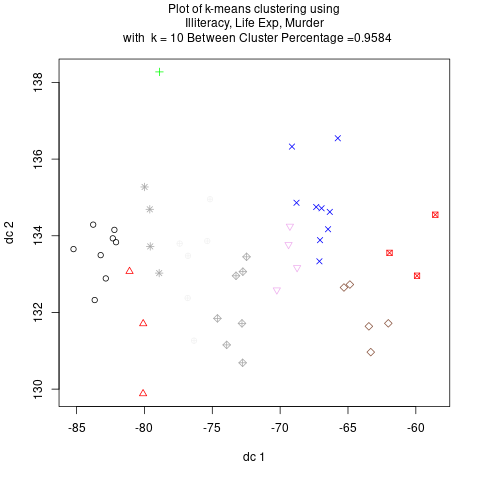 Plot of k-means clustering using
Illiteracy, Life Exp, Murder
with k = 10 Between Cluster Percentage =0.9584
138
136
134
132
130
dc 2
-85 -80 -75 -70 -65 -60
dc 1